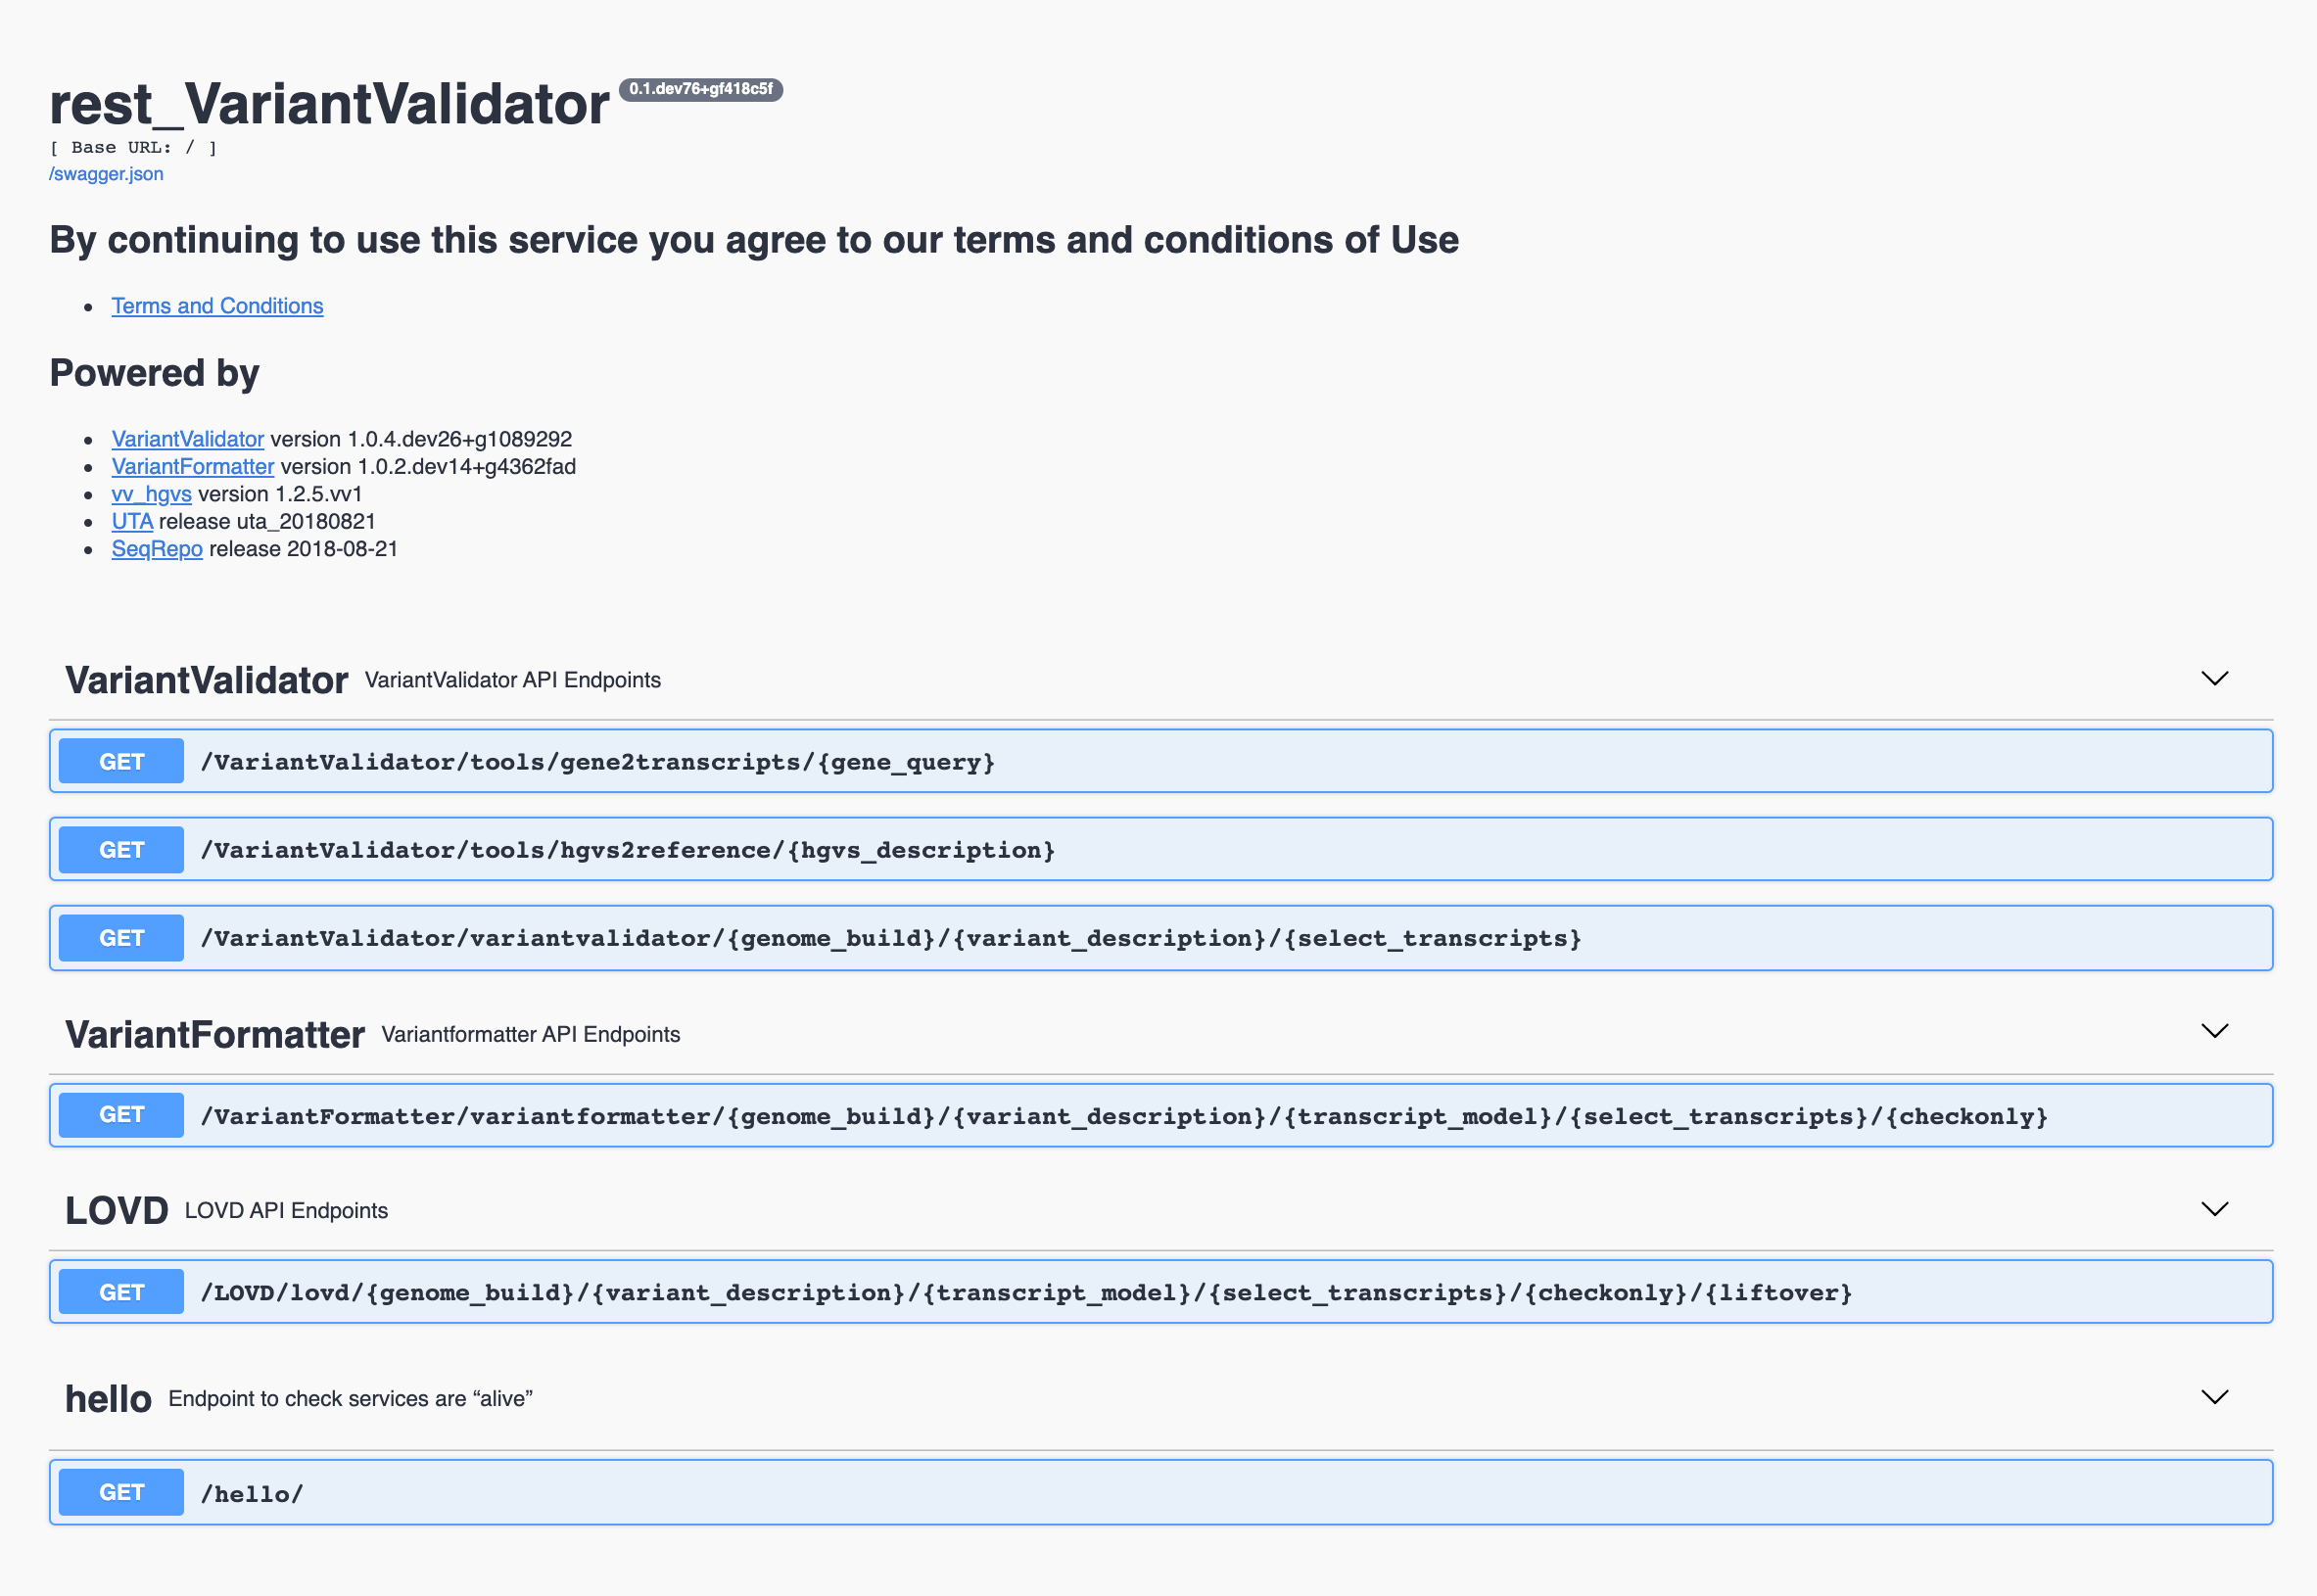 rest_VariantValidator 0.1.dev76+gf418c5f
[ Base URL: / ]
/swagger.json
By continuing to use this service you agree to our terms and conditions of Use
Terms and Conditions
Powered by
VariantValidator version 1.0.4.dev26+g1089292
VariantFormatter version 1.0.2.dev14+g4362fad
vv_hgvs version 1.2.5.vv1
UTA release uta_20180821
SeqRepo release 2018-08-21
VariantValidator VariantValidator API Endpoints
GET /VariantValidator/tools/gene2transcripts/{gene_query}
GET /VariantValidator/tools/hgvs2reference/{hgvs_description}
GET /VariantValidator/variantvalidator/{genome_build}/{variant_description}/{select_transcripts}
VariantFormatter Variantformatter API Endpoints
GET /VariantFormatter/variantformatter/{genome_build}/{variant_description}/{transcript_model}/{select_transcripts}/{checkonly}
LOVD LOVD API Endpoints
GET /LOVD/lovd/{genome_build}/{variant_description}/{transcript_model}/{select_transcripts}/{checkonly}/{liftover}
hello Endpoint to check services are “alive”
GET /hello/